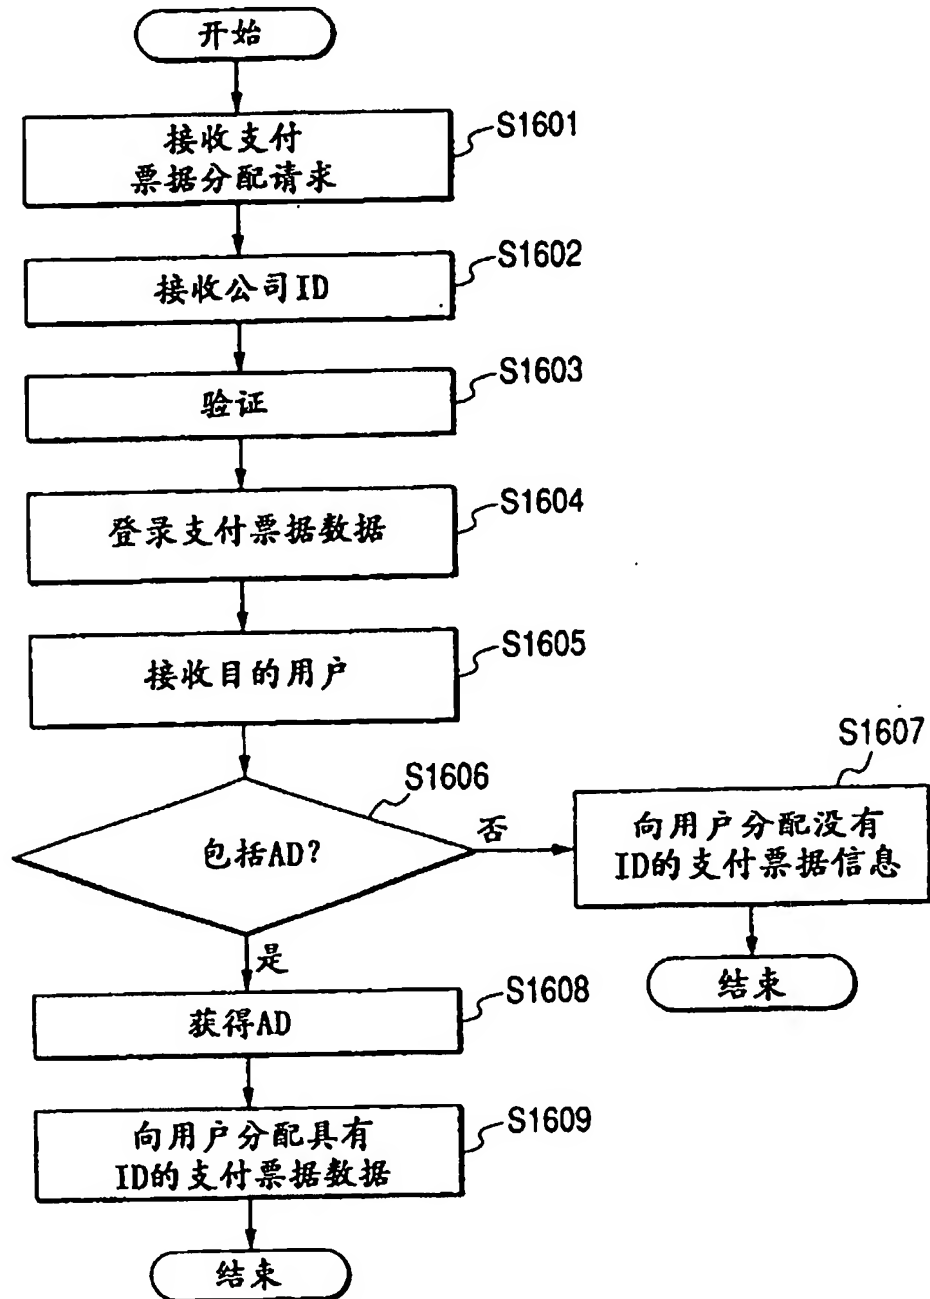 开始
接收支付
票据分配请求
S1601
接收公司ID
S1602
验证
S1603
登录支付票据数据
S1604
接收目的用户
S1605
包括AD?
S1606
否
向用户分配没有
ID的支付票据信息
S1607
结束
是
获得AD
S1608
向用户分配具有
ID的支付票据数据
S1609
结束